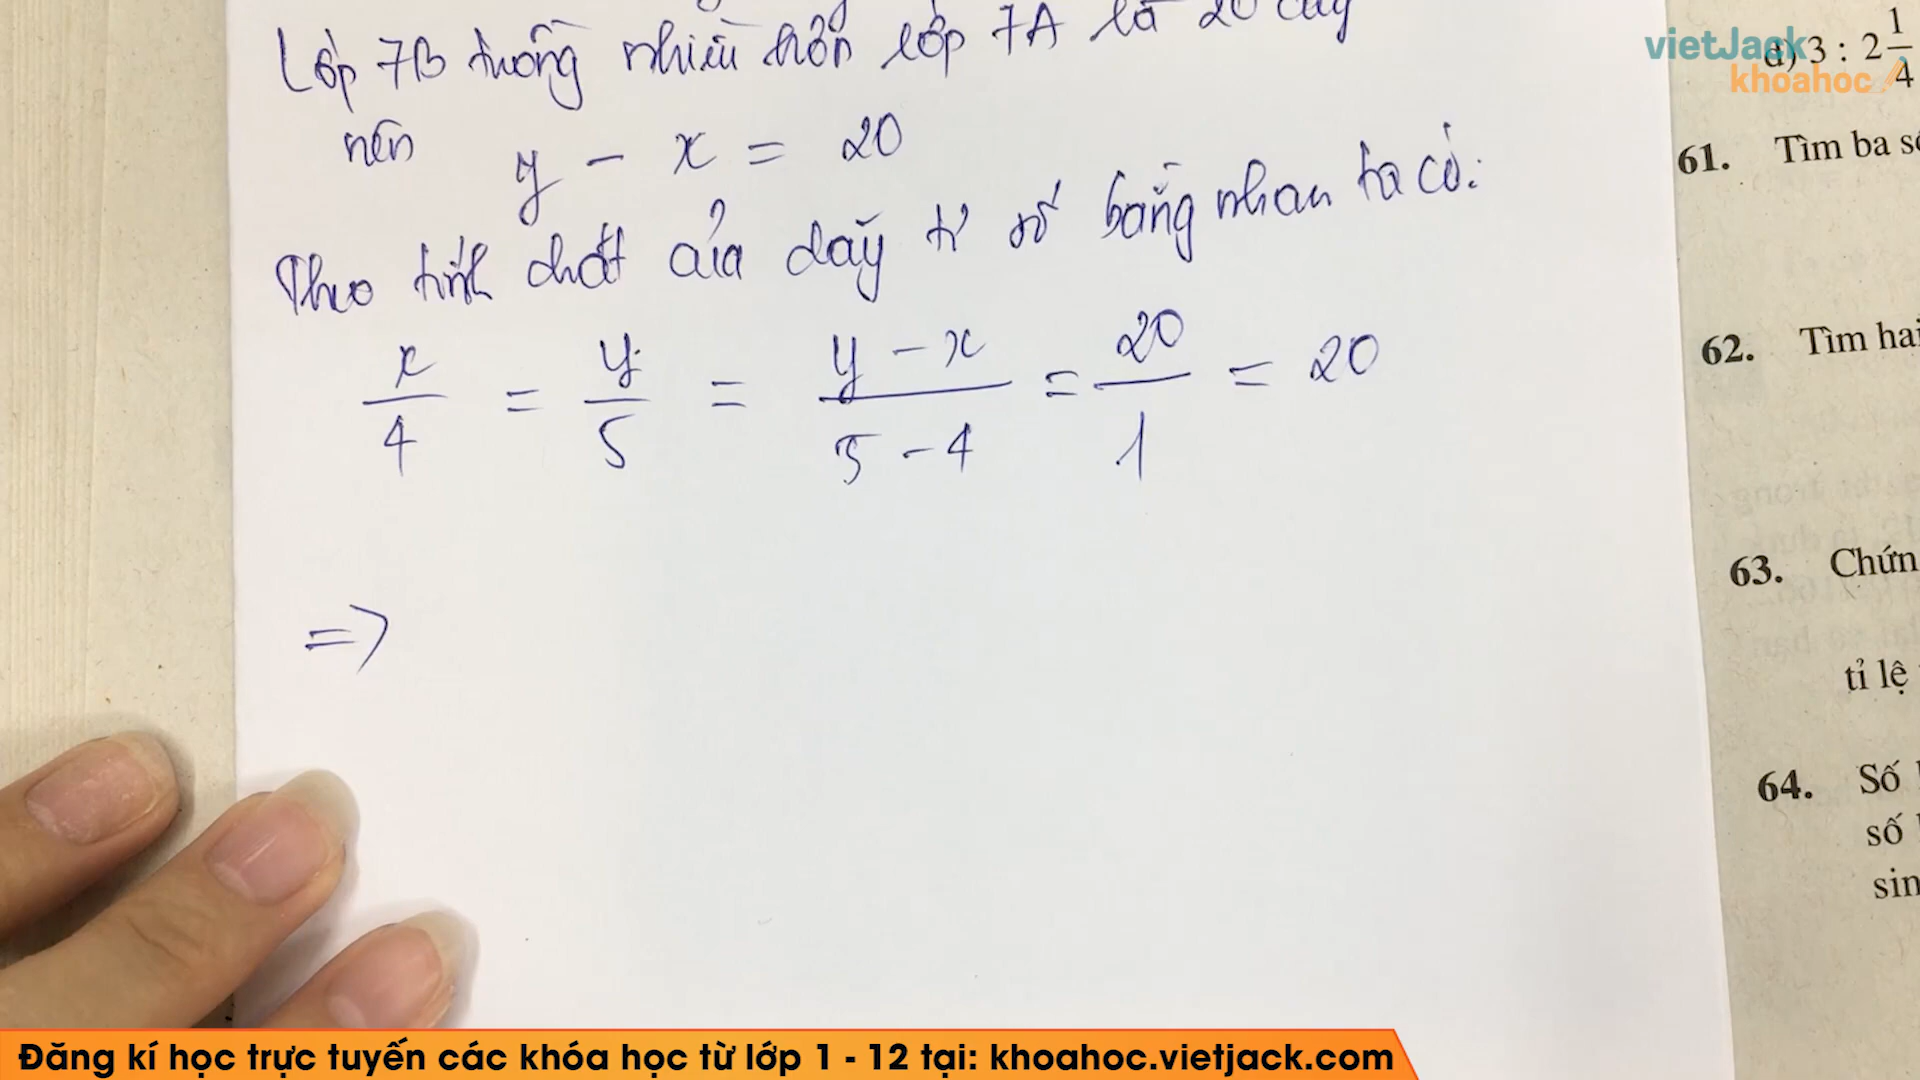 Lớp 7B trường nhiều hơn lớp 7A là 20 cây
nên y - x = 20
Theo tính chất của dãy tỉ số bằng nhau ta có:
x/4 = y/5 = (y - x)/(5 - 4) = 20/1 = 20
=>
vietJack
khoahoc
d) 3 : 2 1/4
61. Tìm ba số
62. Tìm hai
63. Chứn
tỉ lệ
64. Số
số
sin
Đăng kí học trực tuyến các khóa học từ lớp 1 - 12 tại: khoahoc.vietjack.com